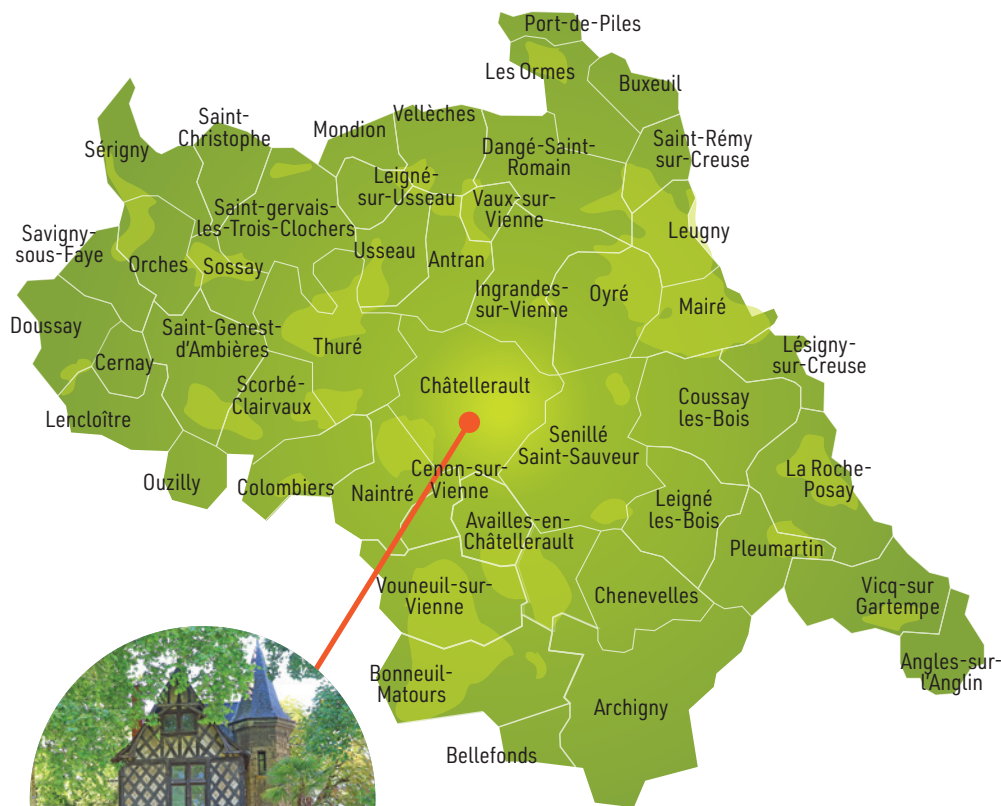 Port-de-Piles
Les Ormes
Buxeuil
Vellèches
Saint-
Christophe
Mondion
Sérigny
Dangé-Saint-
Romain
Saint-Rémy
sur-Creuse
Leigné-
sur-Usseau
Vaux-sur-
Vienne
Saint-gervais-
les-Trois-Clochers
Leugny
Savigny-
sous-Faye
Orches
Sossay
Usseau
Antran
Ingrandes-
sur-Vienne
Oyré
Mairé
Doussay
Cernay
Saint-Genest-
d'Ambières
Thuré
Lésigny-
sur-Creuse
Châtellerault
Scorbé-
Clairvaux
Coussay
les-Bois
Lencloître
Senillé
Saint-Sauveur
Ouzilly
Colombiers
Naintré
Cenon-sur-
Vienne
La Roche-
Posay
Leigné
les-Bois
Availles-en-
Châtellerault
Pleumartin
Vouneuil-sur-
Vienne
Chenevelles
Vicq-sur
Gartempe
Bonneuil-
Matours
Archigny
Angles-sur-
l'Anglin
Bellefonds